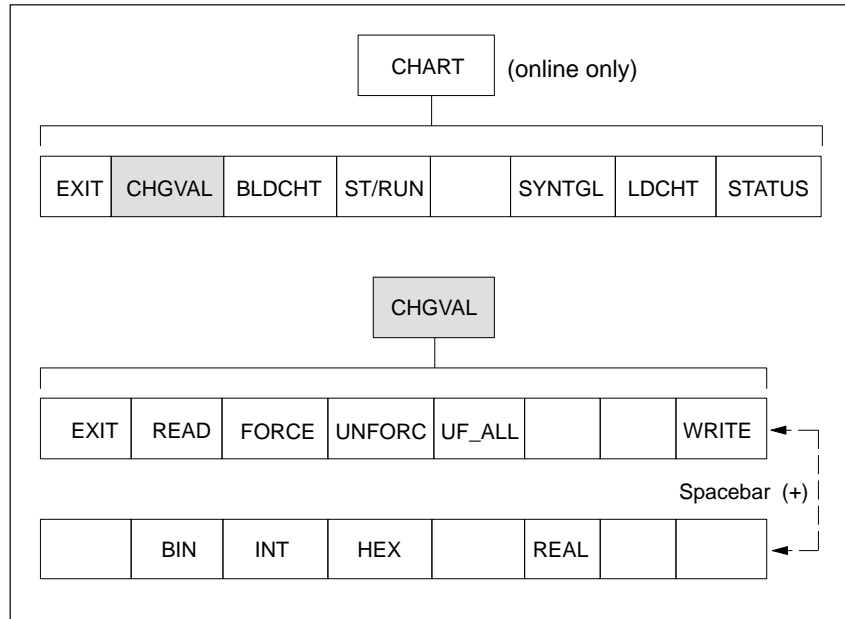 CHART (online only)
EXIT CHGVAL BLDCHT ST/RUN SYNTGL LDCHT STATUS
CHGVAL
EXIT READ FORCE UNFORC UF_ALL WRITE
Spacebar (+)
BIN INT HEX REAL